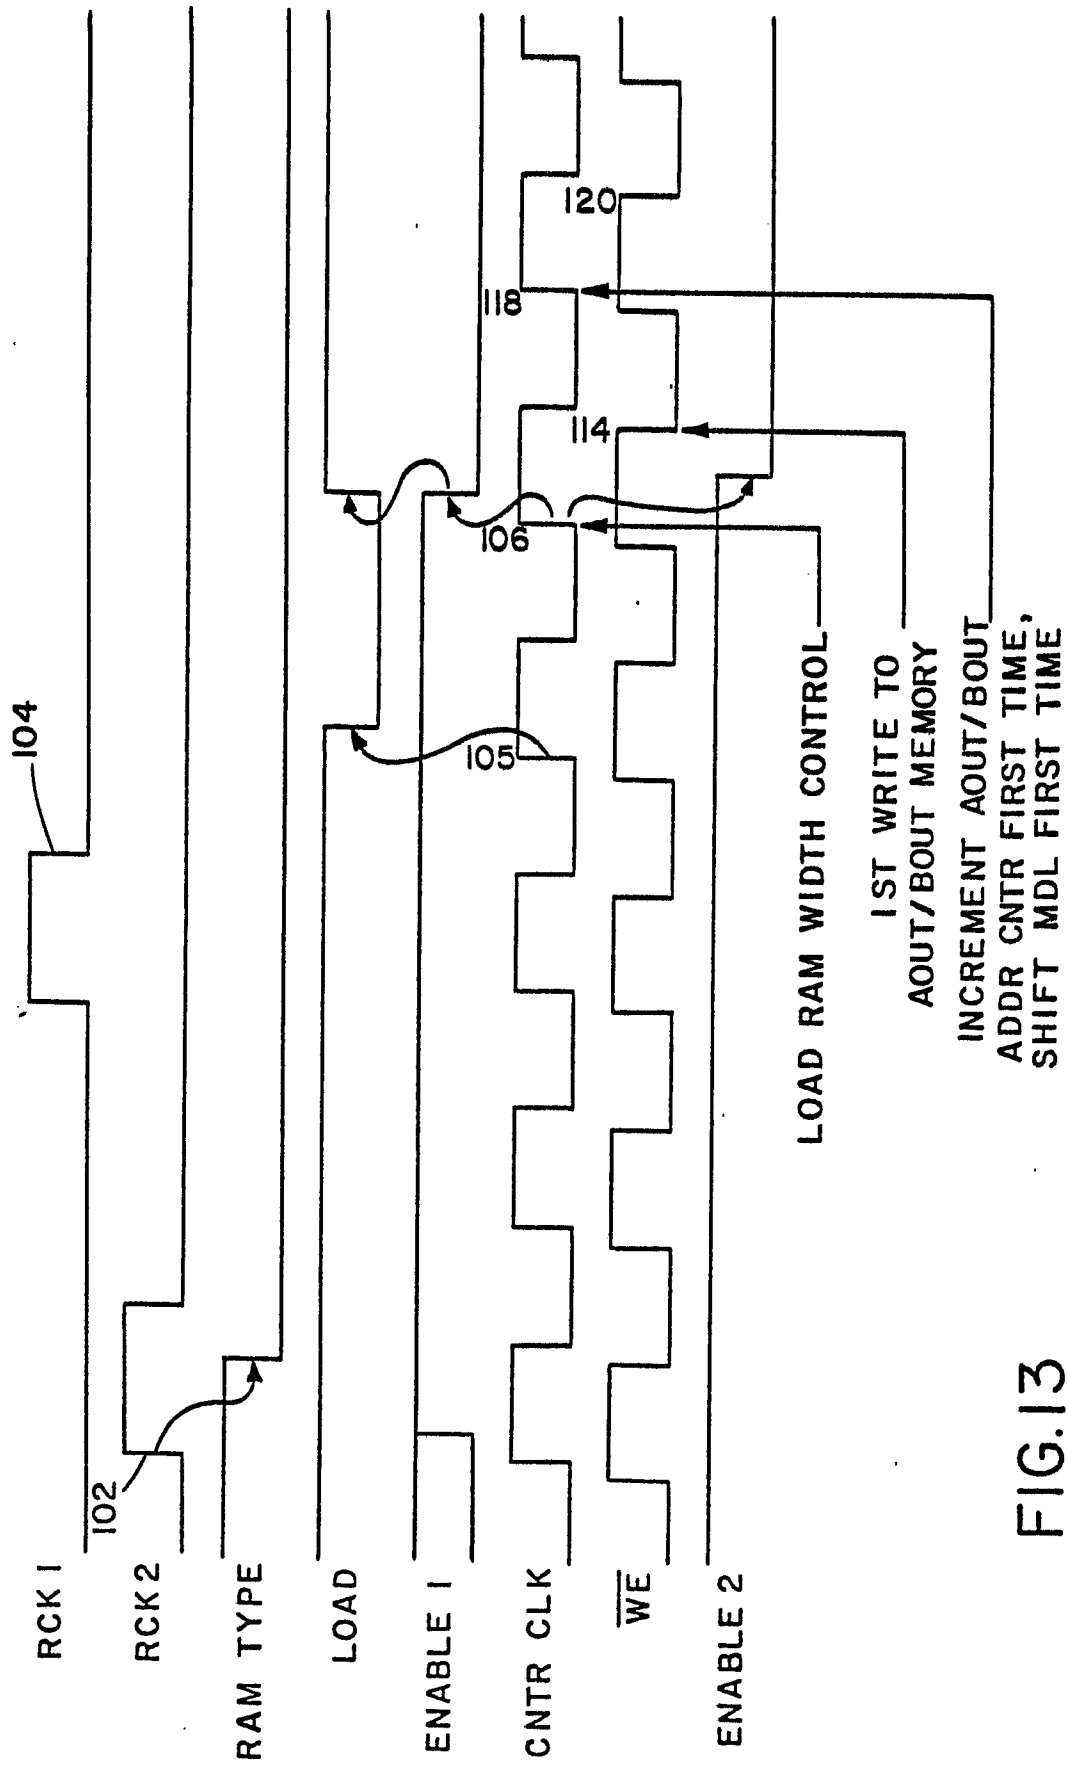 RCK 1
104
RCK 2
102
RAM TYPE
LOAD
ENABLE 1
CNTR CLK
105
106
118
WE
114
120
ENABLE 2
LOAD RAM WIDTH CONTROL
1ST WRITE TO
AOUT/BOUT MEMORY
INCREMENT AOUT/BOUT
ADDR CNTR FIRST TIME,
SHIFT MDL FIRST TIME
FIG. 13